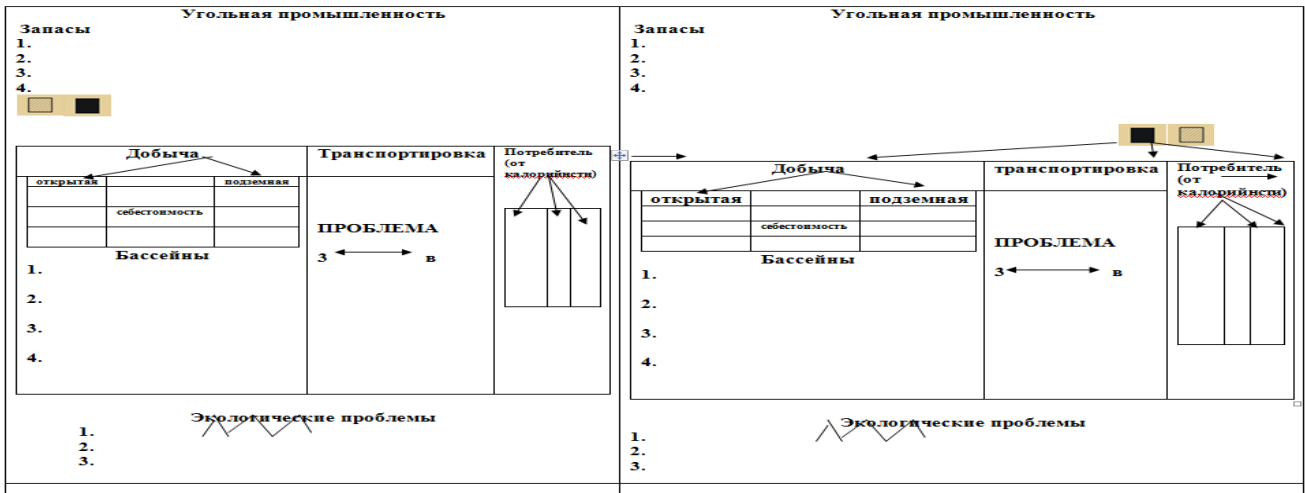 Угольная промышленность
Запасы
1.
2.
3.
4.
Добыча
Транспортировка
Потребитель
(от
калорийнсти)
открытая
подземная
себестоимость
ПРОБЛЕМА
З в
Бассейны
1.
2.
3.
4.
Экологические проблемы
1.
2.
3.
Угольная промышленность
Запасы
1.
2.
3.
4.
Добыча
транспортировка
Потребитель
(от
калорийнсти)
открытая
подземная
себестоимость
ПРОБЛЕМА
З в
Бассейны
1.
2.
3.
4.
Экологические проблемы
1.
2.
3.